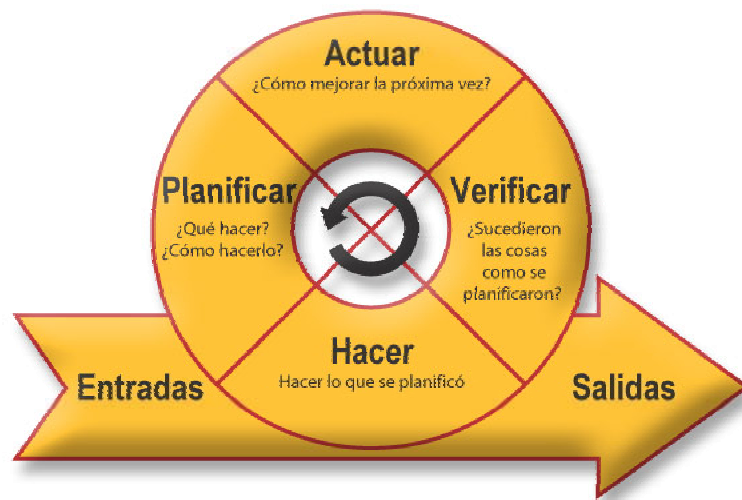 Actuar
¿Cómo mejorar la próxima vez?
Planificar
¿Qué hacer?
¿Cómo hacerlo?
Verificar
¿Sucedieron
las cosas
como se
planificaron?
Hacer
Hacer lo que se planificó
Entradas
Salidas